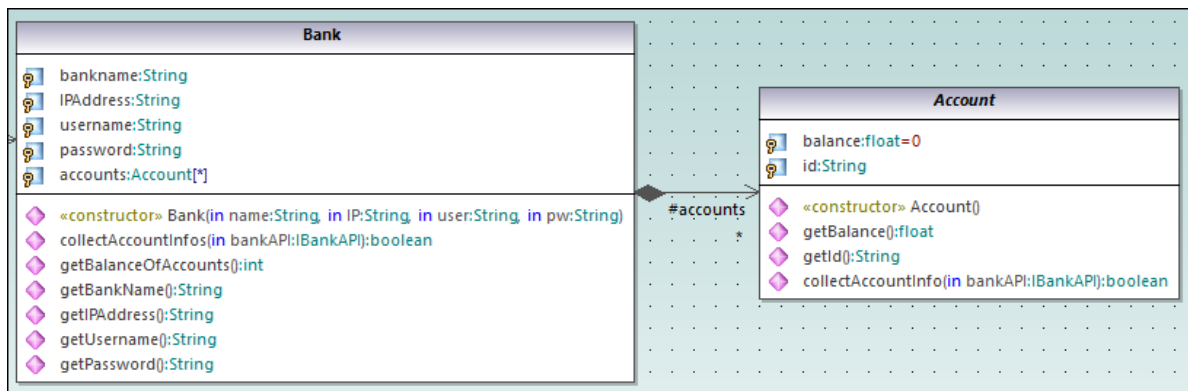 Bank
bankname:String
IPAddress:String
username:String
password:String
accounts:Account[*]
«constructor» Bank(in name:String, in IP:String, in user:String, in pw:String)
collectAccountInfos(in bankAPI:IBankAPI):boolean
getBalanceOfAccounts():int
getBankName():String
getIPAddress():String
getUsername():String
getPassword():String
#accounts
*
Account
balance:float=0
id:String
«constructor» Account()
getBalance():float
getId():String
collectAccountInfo(in bankAPI:IBankAPI):boolean